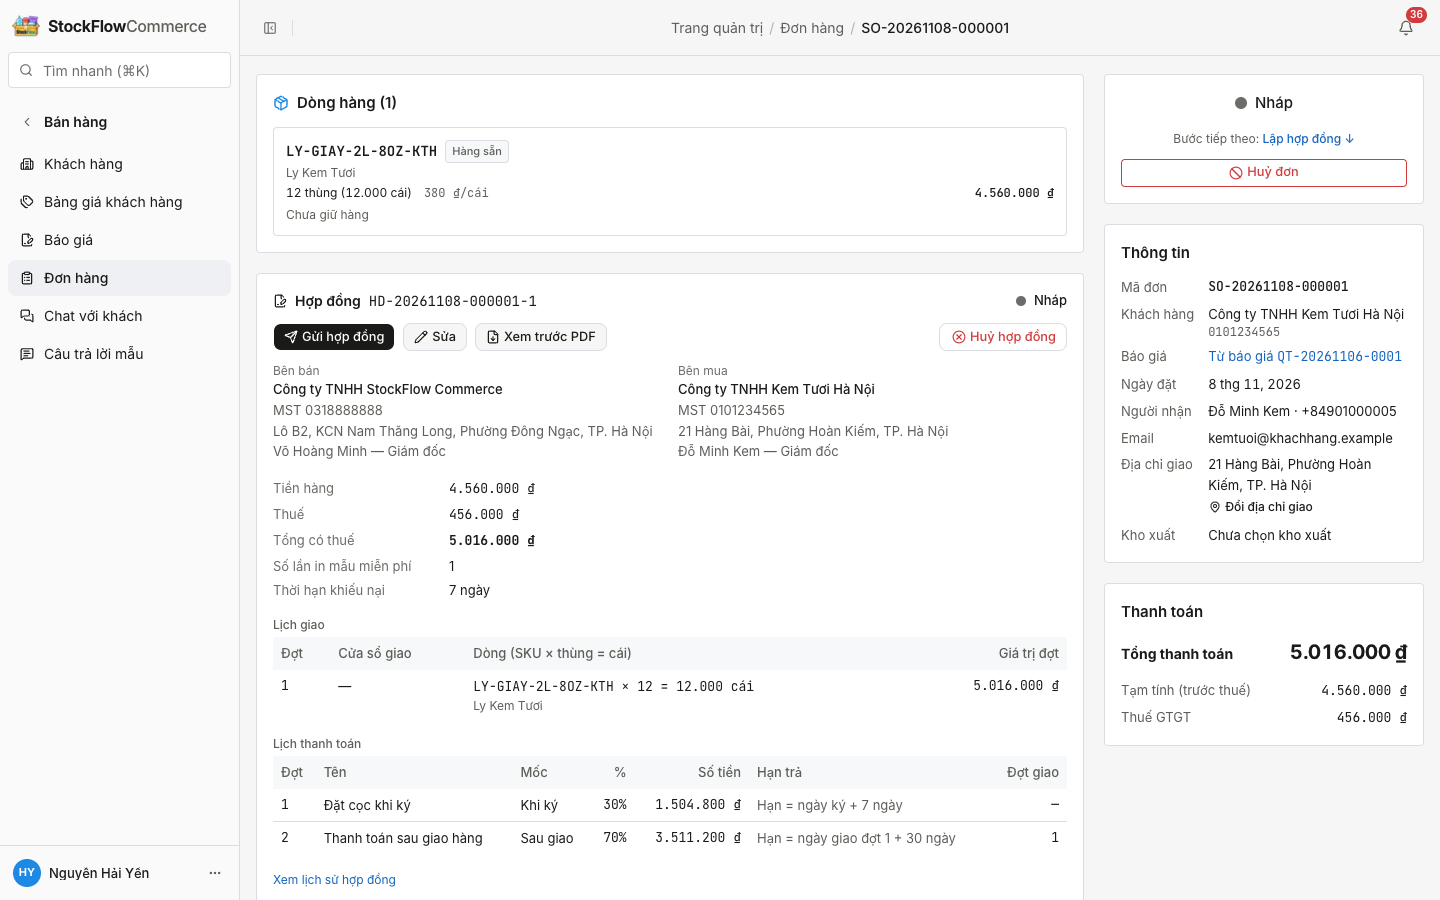 StockFlowCommerce
Tìm nhanh (⌘K)
Bán hàng
Khách hàng
Bảng giá khách hàng
Báo giá
Đơn hàng
Chat với khách
Câu trả lời mẫu
HY Nguyễn Hải Yến
Trang quản trị / Đơn hàng / SO-20261108-000001
36
Dòng hàng (1)
LY-GIAY-2L-8OZ-KTH Hàng sẵn
Ly Kem Tươi
12 thùng (12.000 cái) 380 ₫/cái 4.560.000 ₫
Chưa giữ hàng
Hợp đồng HD-20261108-000001-1 Nháp
Gửi hợp đồng Sửa Xem trước PDF Huỷ hợp đồng
Bên bán Bên mua
Công ty TNHH StockFlow Commerce Công ty TNHH Kem Tươi Hà Nội
MST 0318888888 MST 0101234565
Lô B2, KCN Nam Thăng Long, Phường Đông Ngạc, TP. Hà Nội 21 Hàng Bài, Phường Hoàn Kiếm, TP. Hà Nội
Võ Hoàng Minh — Giám đốc Đỗ Minh Kem — Giám đốc
Tiền hàng 4.560.000 ₫
Thuế 456.000 ₫
Tổng có thuế 5.016.000 ₫
Số lần in mẫu miễn phí 1
Thời hạn khiếu nại 7 ngày
Lịch giao
Đợt Cửa sổ giao Dòng (SKU × thùng = cái) Giá trị đợt
1 — LY-GIAY-2L-8OZ-KTH × 12 = 12.000 cái 5.016.000 ₫
Ly Kem Tươi
Lịch thanh toán
Đợt Tên Mốc % Số tiền Hạn trả Đợt giao
1 Đặt cọc khi ký Khi ký 30% 1.504.800 ₫ Hạn = ngày ký + 7 ngày —
2 Thanh toán sau giao hàng Sau giao 70% 3.511.200 ₫ Hạn = ngày giao đợt 1 + 30 ngày 1
Xem lịch sử hợp đồng
Nháp
Bước tiếp theo: Lập hợp đồng ↓
Huỷ đơn
Thông tin
Mã đơn SO-20261108-000001
Khách hàng Công ty TNHH Kem Tươi Hà Nội
0101234565
Báo giá Từ báo giá QT-20261106-0001
Ngày đặt 8 thg 11, 2026
Người nhận Đỗ Minh Kem · +84901000005
Email kemtuoi@khachhang.example
Địa chỉ giao 21 Hàng Bài, Phường Hoàn
Kiếm, TP. Hà Nội
Đổi địa chỉ giao
Kho xuất Chưa chọn kho xuất
Thanh toán
Tổng thanh toán 5.016.000 ₫
Tạm tính (trước thuế) 4.560.000 ₫
Thuế GTGT 456.000 ₫